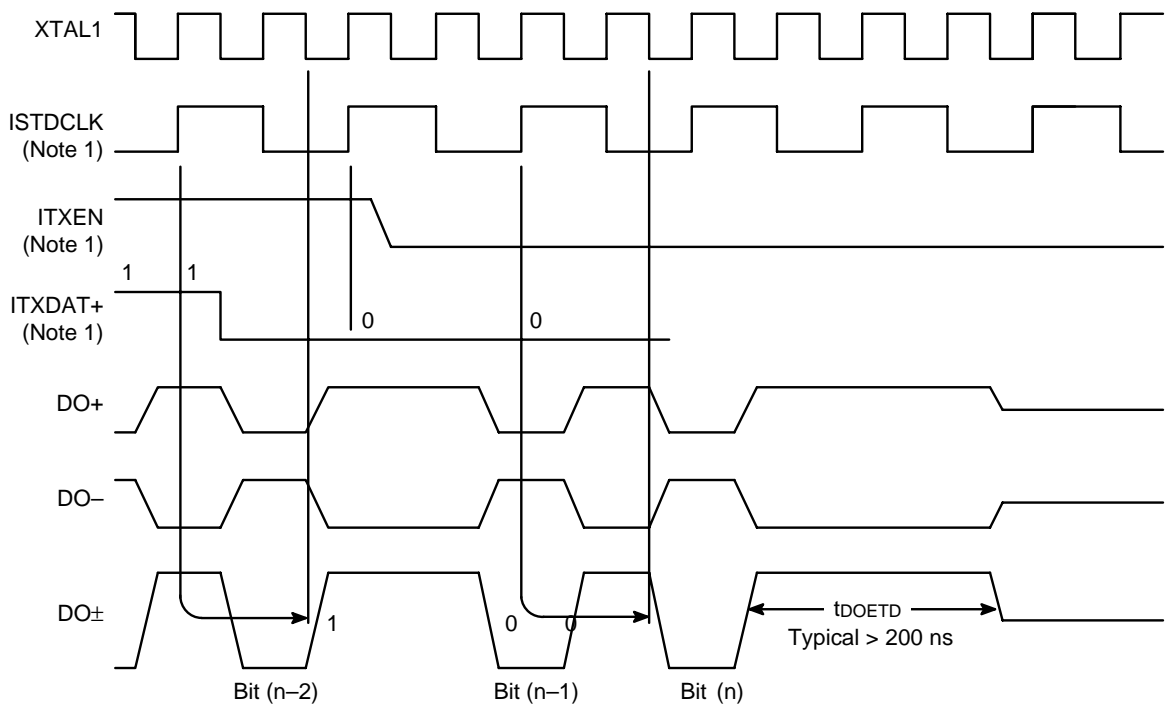 XTAL1
ISTDCLK
(Note 1)
ITXEN
(Note 1)
1 1
ITXDAT+
(Note 1)
0 0
DO+
DO–
DO±
1 0 0
tDOETD
Typical > 200 ns
Bit (n–2) Bit (n–1) Bit (n)